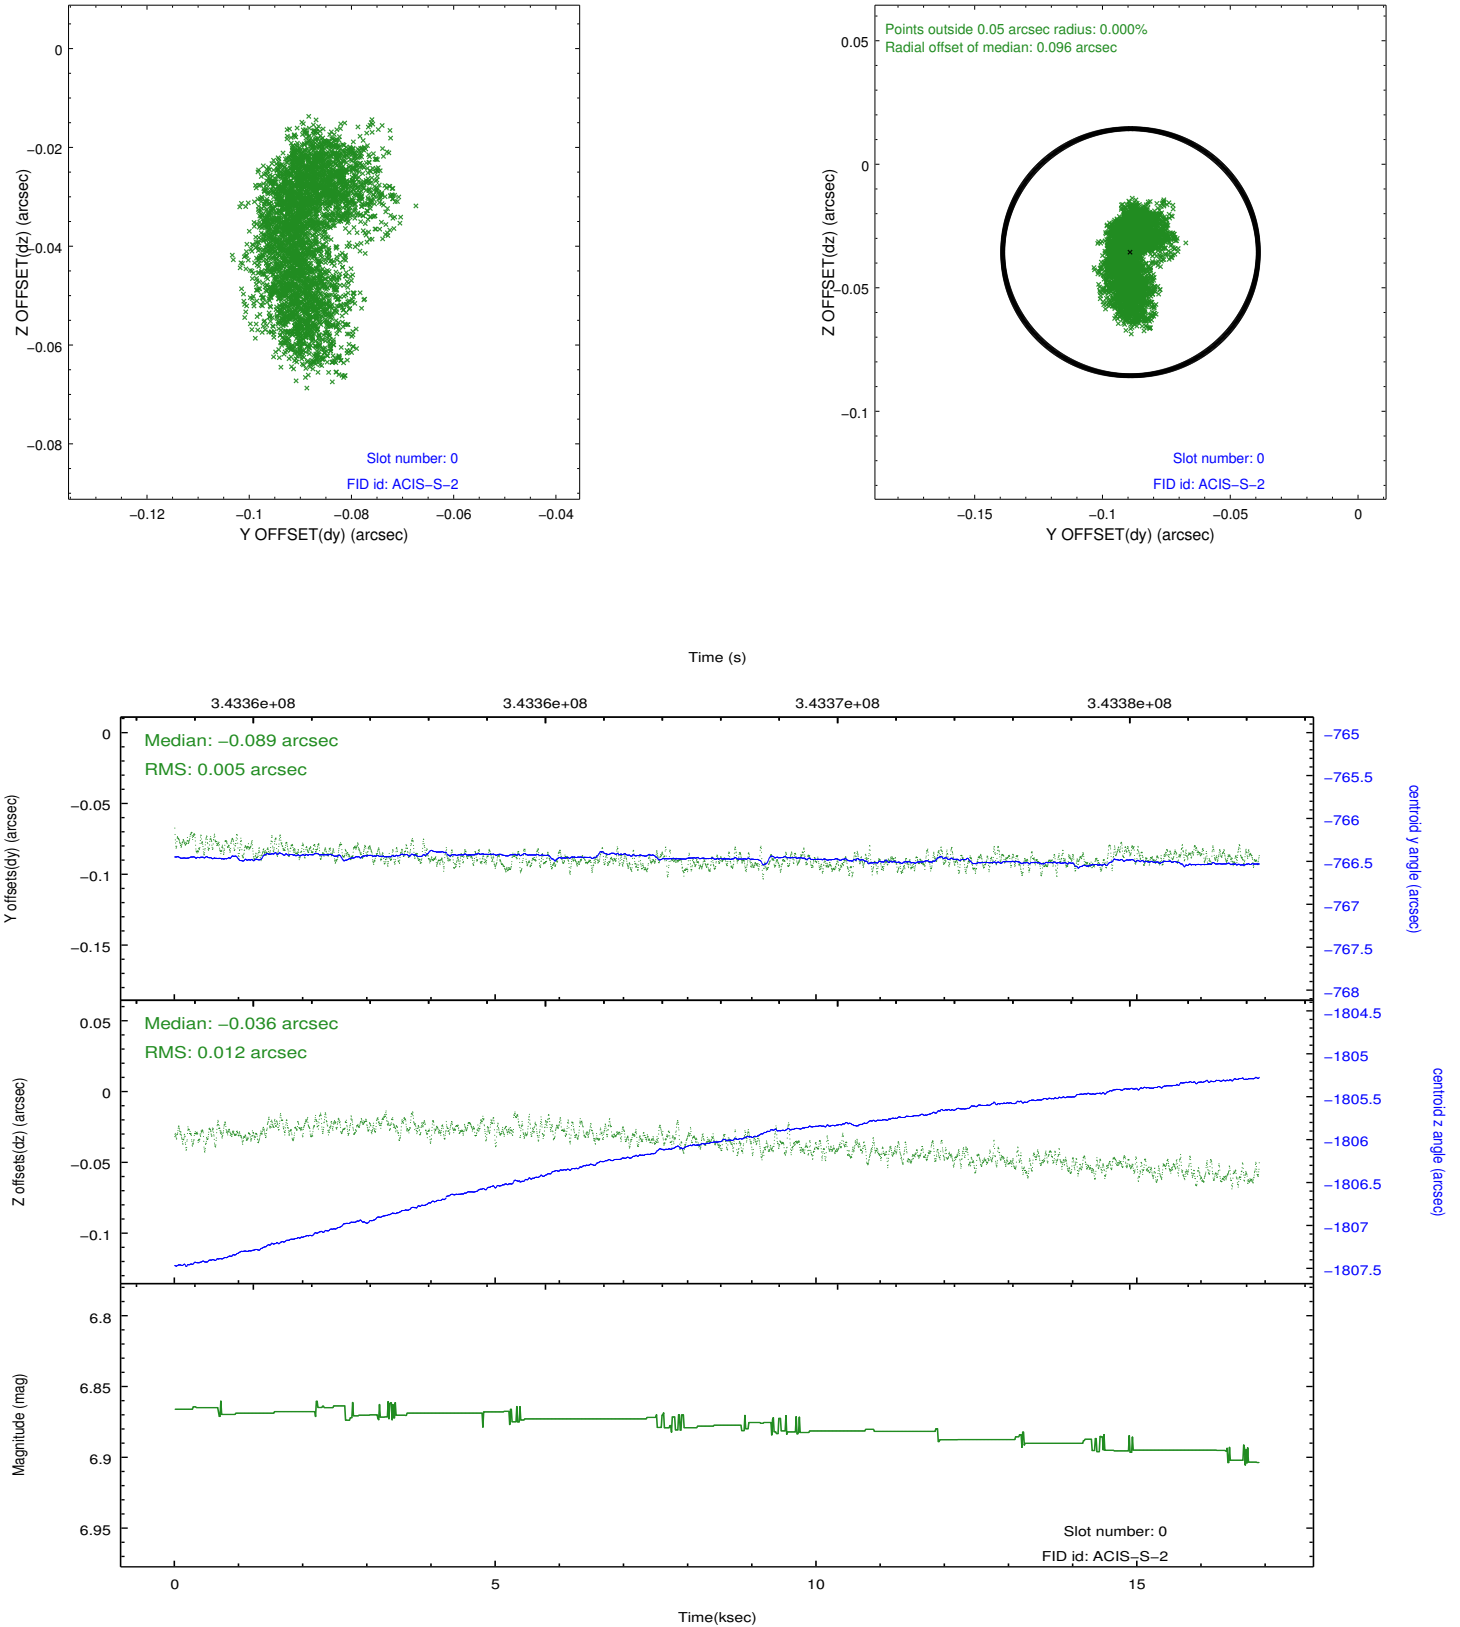 0
−0.02
−0.04
−0.06
−0.08
Z OFFSET(dz) (arcsec)
Slot number: 0
FID id: ACIS−S−2
−0.12
−0.1
−0.08
−0.06
−0.04
Y OFFSET(dy) (arcsec)
Points outside 0.05 arcsec radius: 0.000%
Radial offset of median: 0.096 arcsec
0.05
0
−0.05
−0.1
Z OFFSET(dz) (arcsec)
Slot number: 0
FID id: ACIS−S−2
−0.15
−0.1
−0.05
0
Y OFFSET(dy) (arcsec)
Time (s)
3.4336e+08
3.4336e+08
3.4337e+08
3.4338e+08
Median: −0.089 arcsec
RMS: 0.005 arcsec
0
−0.05
−0.1
−0.15
Y offsets(dy) (arcsec)
−765
−765.5
−766
−766.5
−767
−767.5
−768
centroid y angle (arcsec)
Median: −0.036 arcsec
RMS: 0.012 arcsec
0.05
0
−0.05
−0.1
Z offsets(dz) (arcsec)
−1804.5
−1805
−1805.5
−1806
−1806.5
−1807
−1807.5
centroid z angle (arcsec)
6.8
6.85
6.9
6.95
Magnitude (mag)
Slot number: 0
FID id: ACIS−S−2
0
5
10
15
Time(ksec)